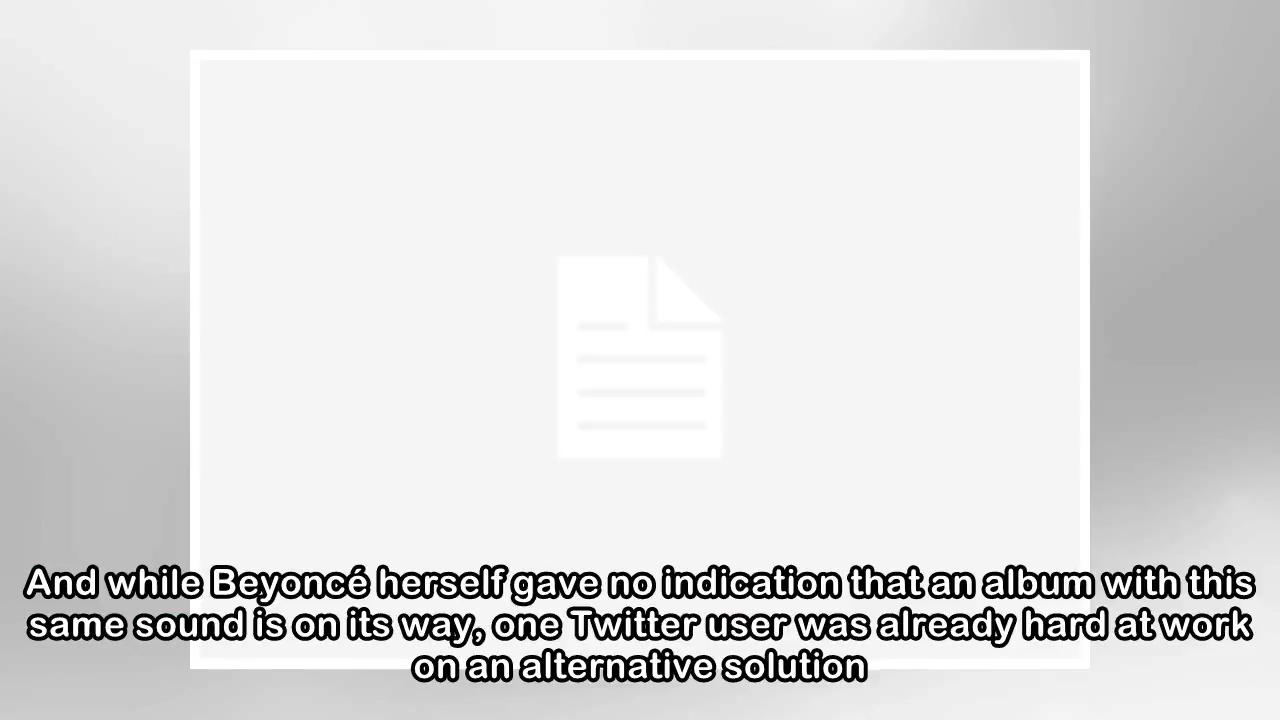 And while Beyoncé herself gave no indication that an album with this
same sound is on its way, one Twitter user was already hard at work
on an alternative solution